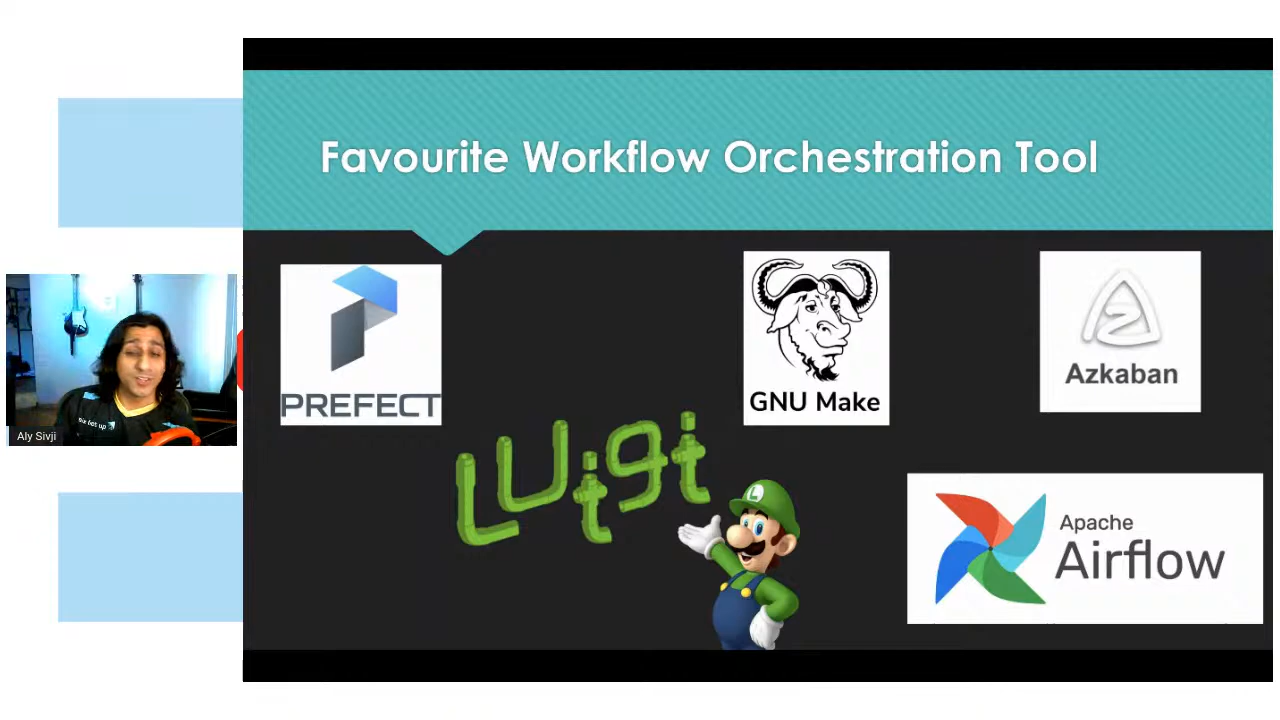 Favourite Workflow Orchestration Tool
PREFECT
GNU Make
Azkaban
Luigi
L
Apache
Airflow
Aly Sivji